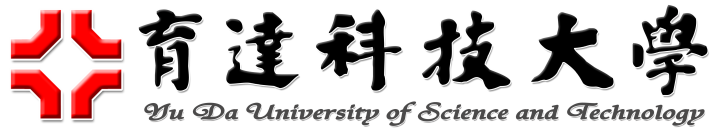 育達科技大學
Yu Da University of Science and Technology